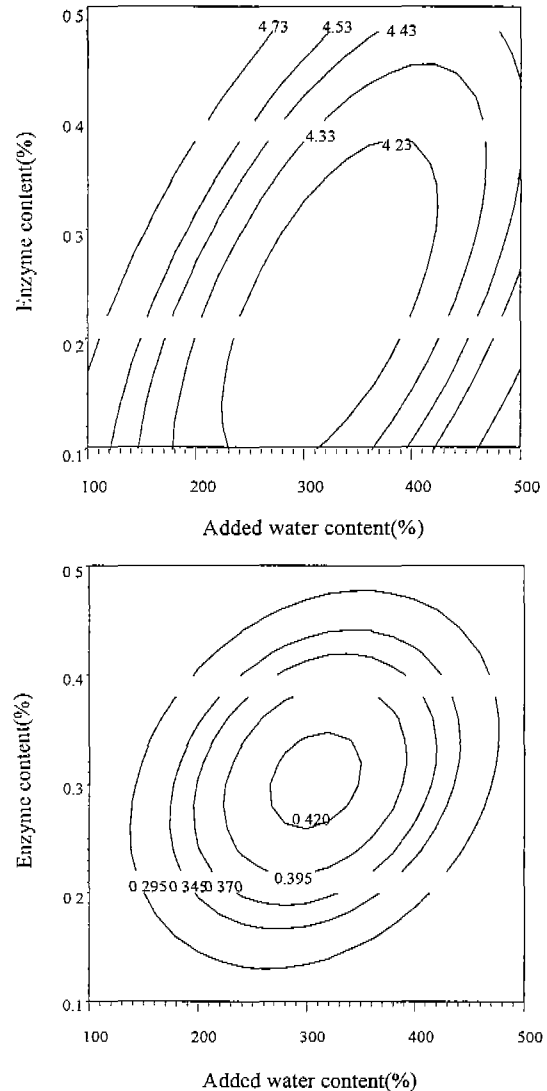 0 5
4.73
4.53
4 43
0 4
4.33
4 23
Enzyme content(%)
0 3
0 2
0.1
100 200 300 400 500
Added water content(%)
0 5
0.4
Enzyme content(%)
0.3
0.420
0.395
0 295 0 345 0 370
0 2
0.1
100 200 300 400 500
Added water content(%)